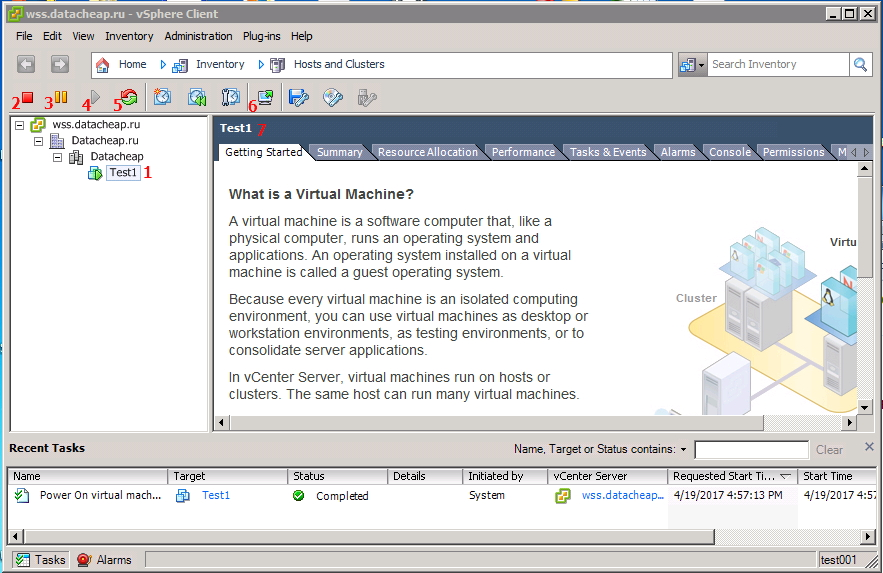 wss.datacheap.ru - vSphere Client
File Edit View Inventory Administration Plug-ins Help
Home Inventory Hosts and Clusters Search Inventory
2 3 4 5 6
wss.datacheap.ru
Datacheap.ru
Datacheap
Test1 1
Test1 7
Getting Started Summary Resource Allocation Performance Tasks & Events Alarms Console Permissions M
What is a Virtual Machine?
A virtual machine is a software computer that, like a
physical computer, runs an operating system and
applications. An operating system installed on a virtual
machine is called a guest operating system.
Because every virtual machine is an isolated computing
environment, you can use virtual machines as desktop or
workstation environments, as testing environments, or to
consolidate server applications.
In vCenter Server, virtual machines run on hosts or
clusters. The same host can run many virtual machines.
Virtu
Cluster
Recent Tasks Name, Target or Status contains: Clear
Name Target Status Details Initiated by vCenter Server Requested Start Ti... Start Time
Power On virtual mach... Test1 Completed System wss.datacheap... 4/19/2017 4:57:13 PM 4/19/2017 4:57
Tasks Alarms test001